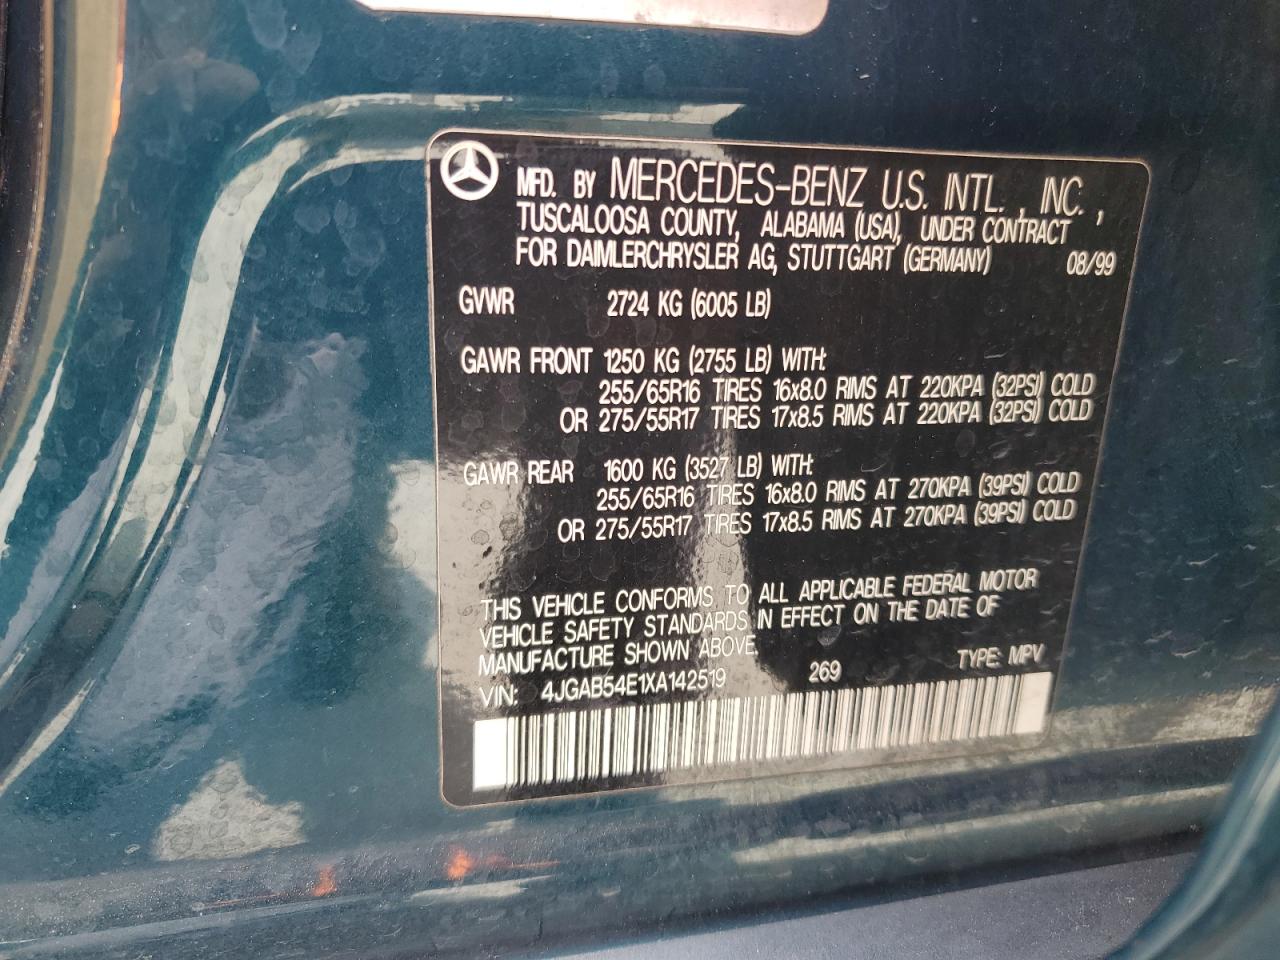 MFD. BY MERCEDES-BENZ U.S. INTL., INC.,
TUSCALOOSA COUNTY, ALABAMA (USA), UNDER CONTRACT
FOR DAIMLERCHRYSLER AG, STUTTGART (GERMANY) 08/99
GVWR 2724 KG (6005 LB)
GAWR FRONT 1250 KG (2755 LB) WITH:
255/65R16 TIRES 16x8.0 RIMS AT 220KPA (32PSI) COLD
OR 275/55R17 TIRES 17x8.5 RIMS AT 220KPA (32PSI) COLD
GAWR REAR 1600 KG (3527 LB) WITH:
255/65R16 TIRES 16x8.0 RIMS AT 270KPA (39PSI) COLD
OR 275/55R17 TIRES 17x8.5 RIMS AT 270KPA (39PSI) COLD
THIS VEHICLE CONFORMS TO ALL APPLICABLE FEDERAL MOTOR
VEHICLE SAFETY STANDARDS IN EFFECT ON THE DATE OF
MANUFACTURE SHOWN ABOVE.
VIN: 4JGAB54E1XA142519 269 TYPE: MPV